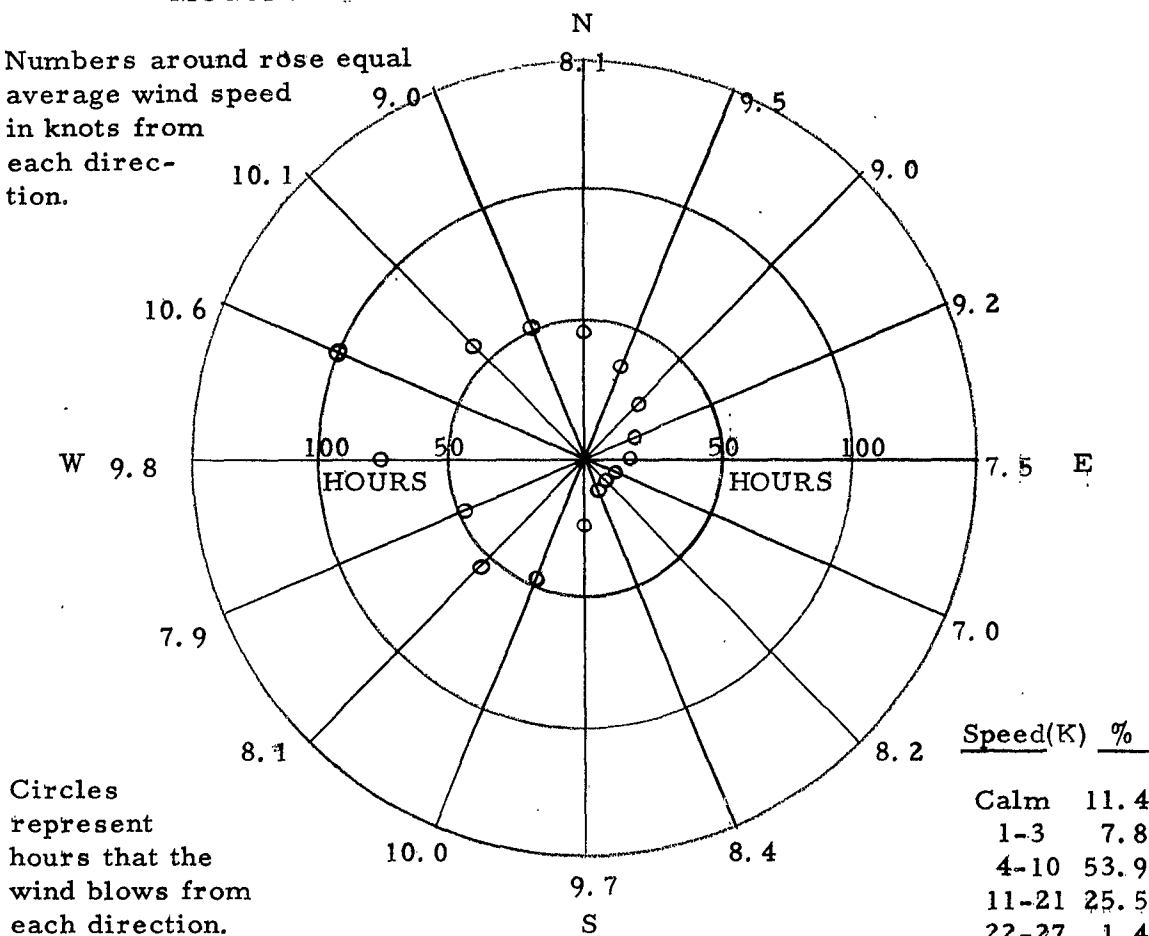 N
Numbers around rose equal
average wind speed
in knots from
each direc-
tion.
8.1
9.0
9.5
10.1
9.0
10.6
9.2
W 9.8
100 50
HOURS
50 100
HOURS
7.5 E
7.9
7.0
8.1
8.2
10.0
8.4
9.7
S
Circles
represent
hours that the
wind blows from
each direction.
Speed(K) %
Calm 11.4
1-3 7.8
4-10 53.9
11-21 25.5
22-27 1.4